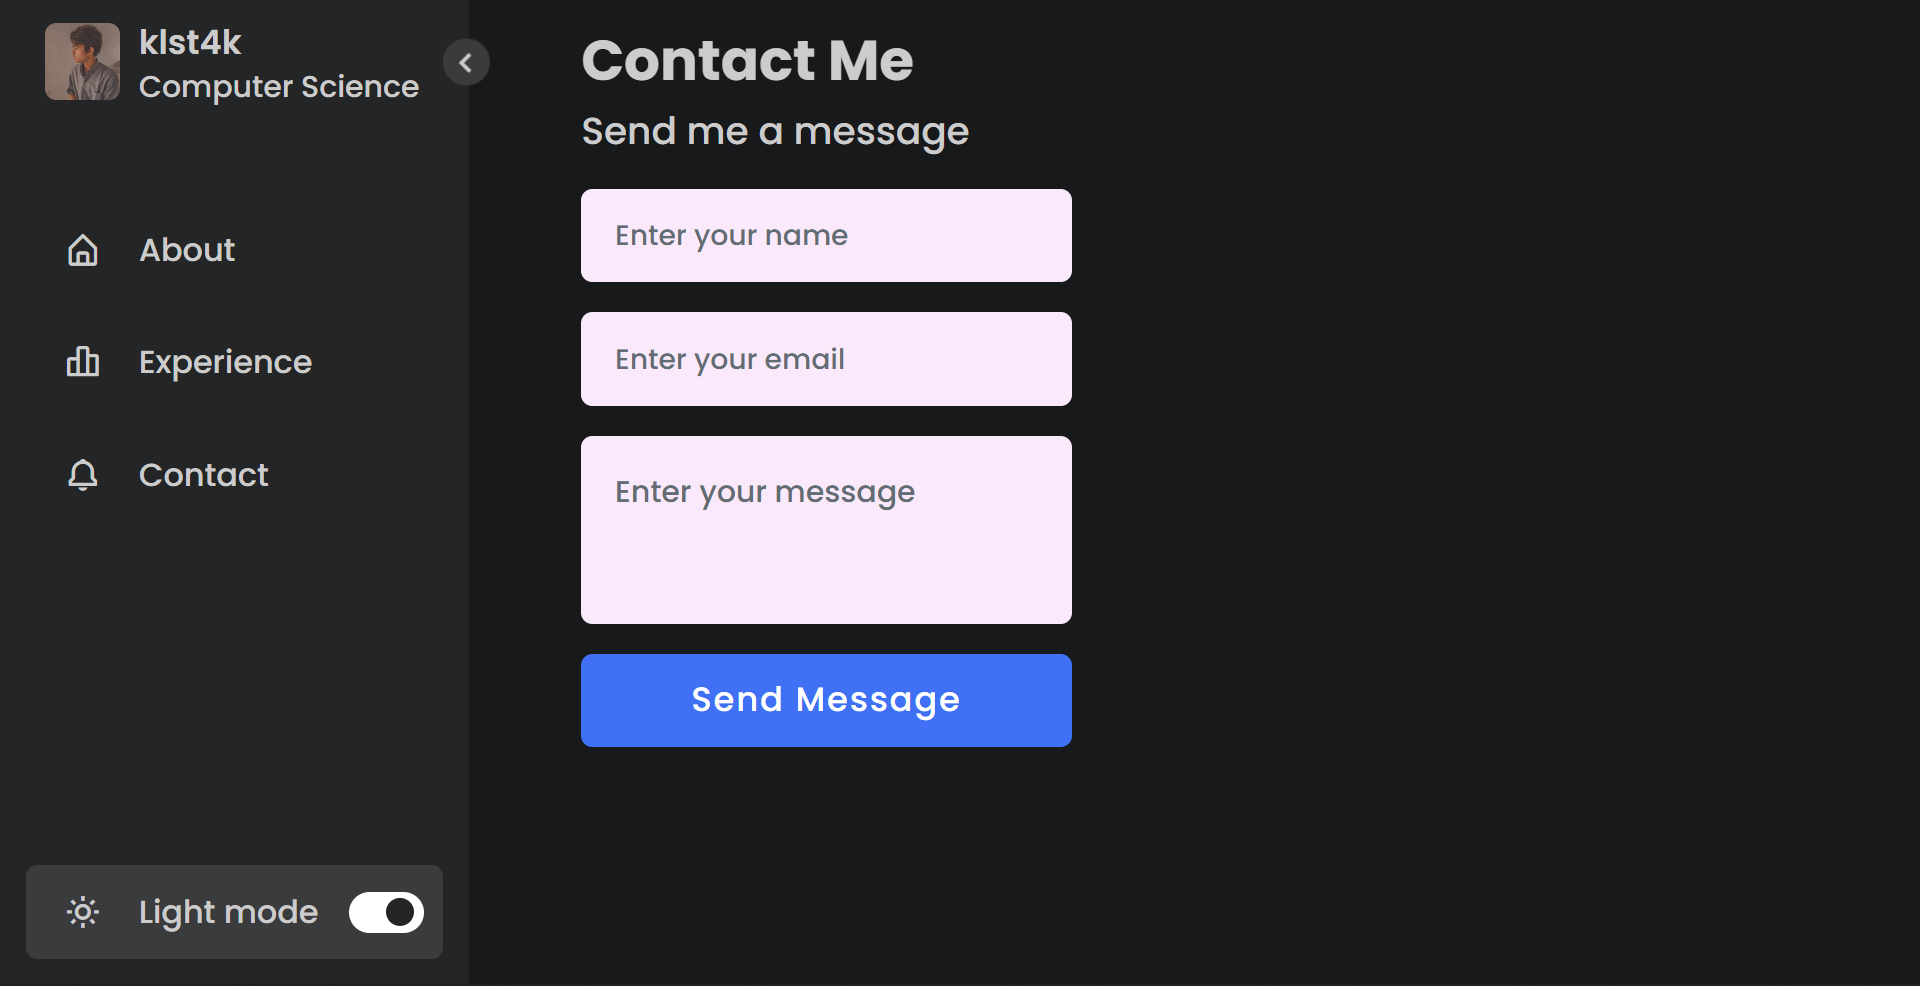 klst4k
Computer Science
About
Experience
Contact
Light mode
Contact Me
Send me a message
Enter your name
Enter your email
Enter your message
Send Message